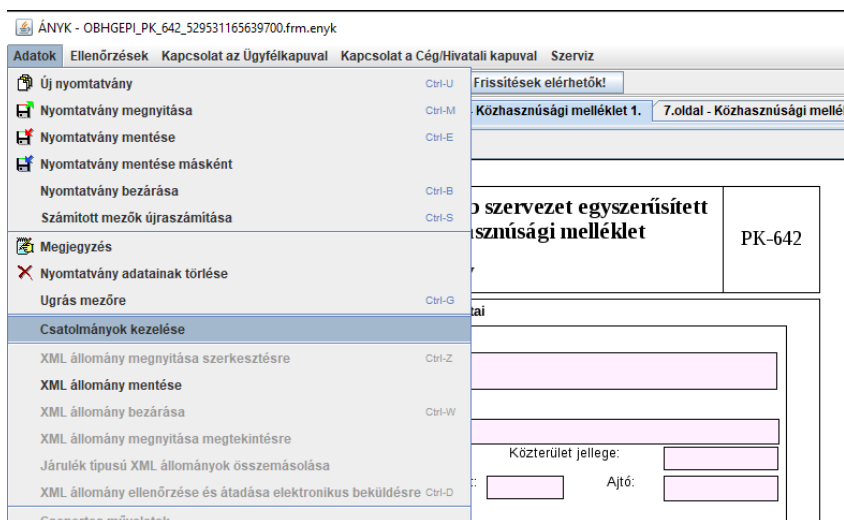 ÁNYK - OBHGEPI_PK_642_529531165639700.frm.enyk
Adatok Ellenőrzések Kapcsolat az Ügyfélkapuval Kapcsolat a Cég/Hivatali kapuval Szerviz
Új nyomtatvány Ctrl-U
Nyomtatvány megnyitása Ctrl-M
Nyomtatvány mentése Ctrl-E
Nyomtatvány mentése másként
Nyomtatvány bezárása Ctrl-B
Számított mezők újraszámítása Ctrl-S
Megjegyzés
Nyomtatvány adatainak törlése
Ugrás mezőre Ctrl-G
Csatolmányok kezelése
XML állomány megnyitása szerkesztésre Ctrl-Z
XML állomány mentése
XML állomány bezárása Ctrl-W
XML állomány megnyitása megtekintésre
Járulék típusú XML állományok összemásolása
XML állomány ellenőrzése és átadása elektronikus beküldésre Ctrl-D
Frissítések elérhetők!
Közhasznúsági melléklet 1. 7.oldal - Közhasznúsági mellé
szervezet egyszerűsített
sznúsági melléklet
PK-642
tai
Közterület jellege:
Ajtó: